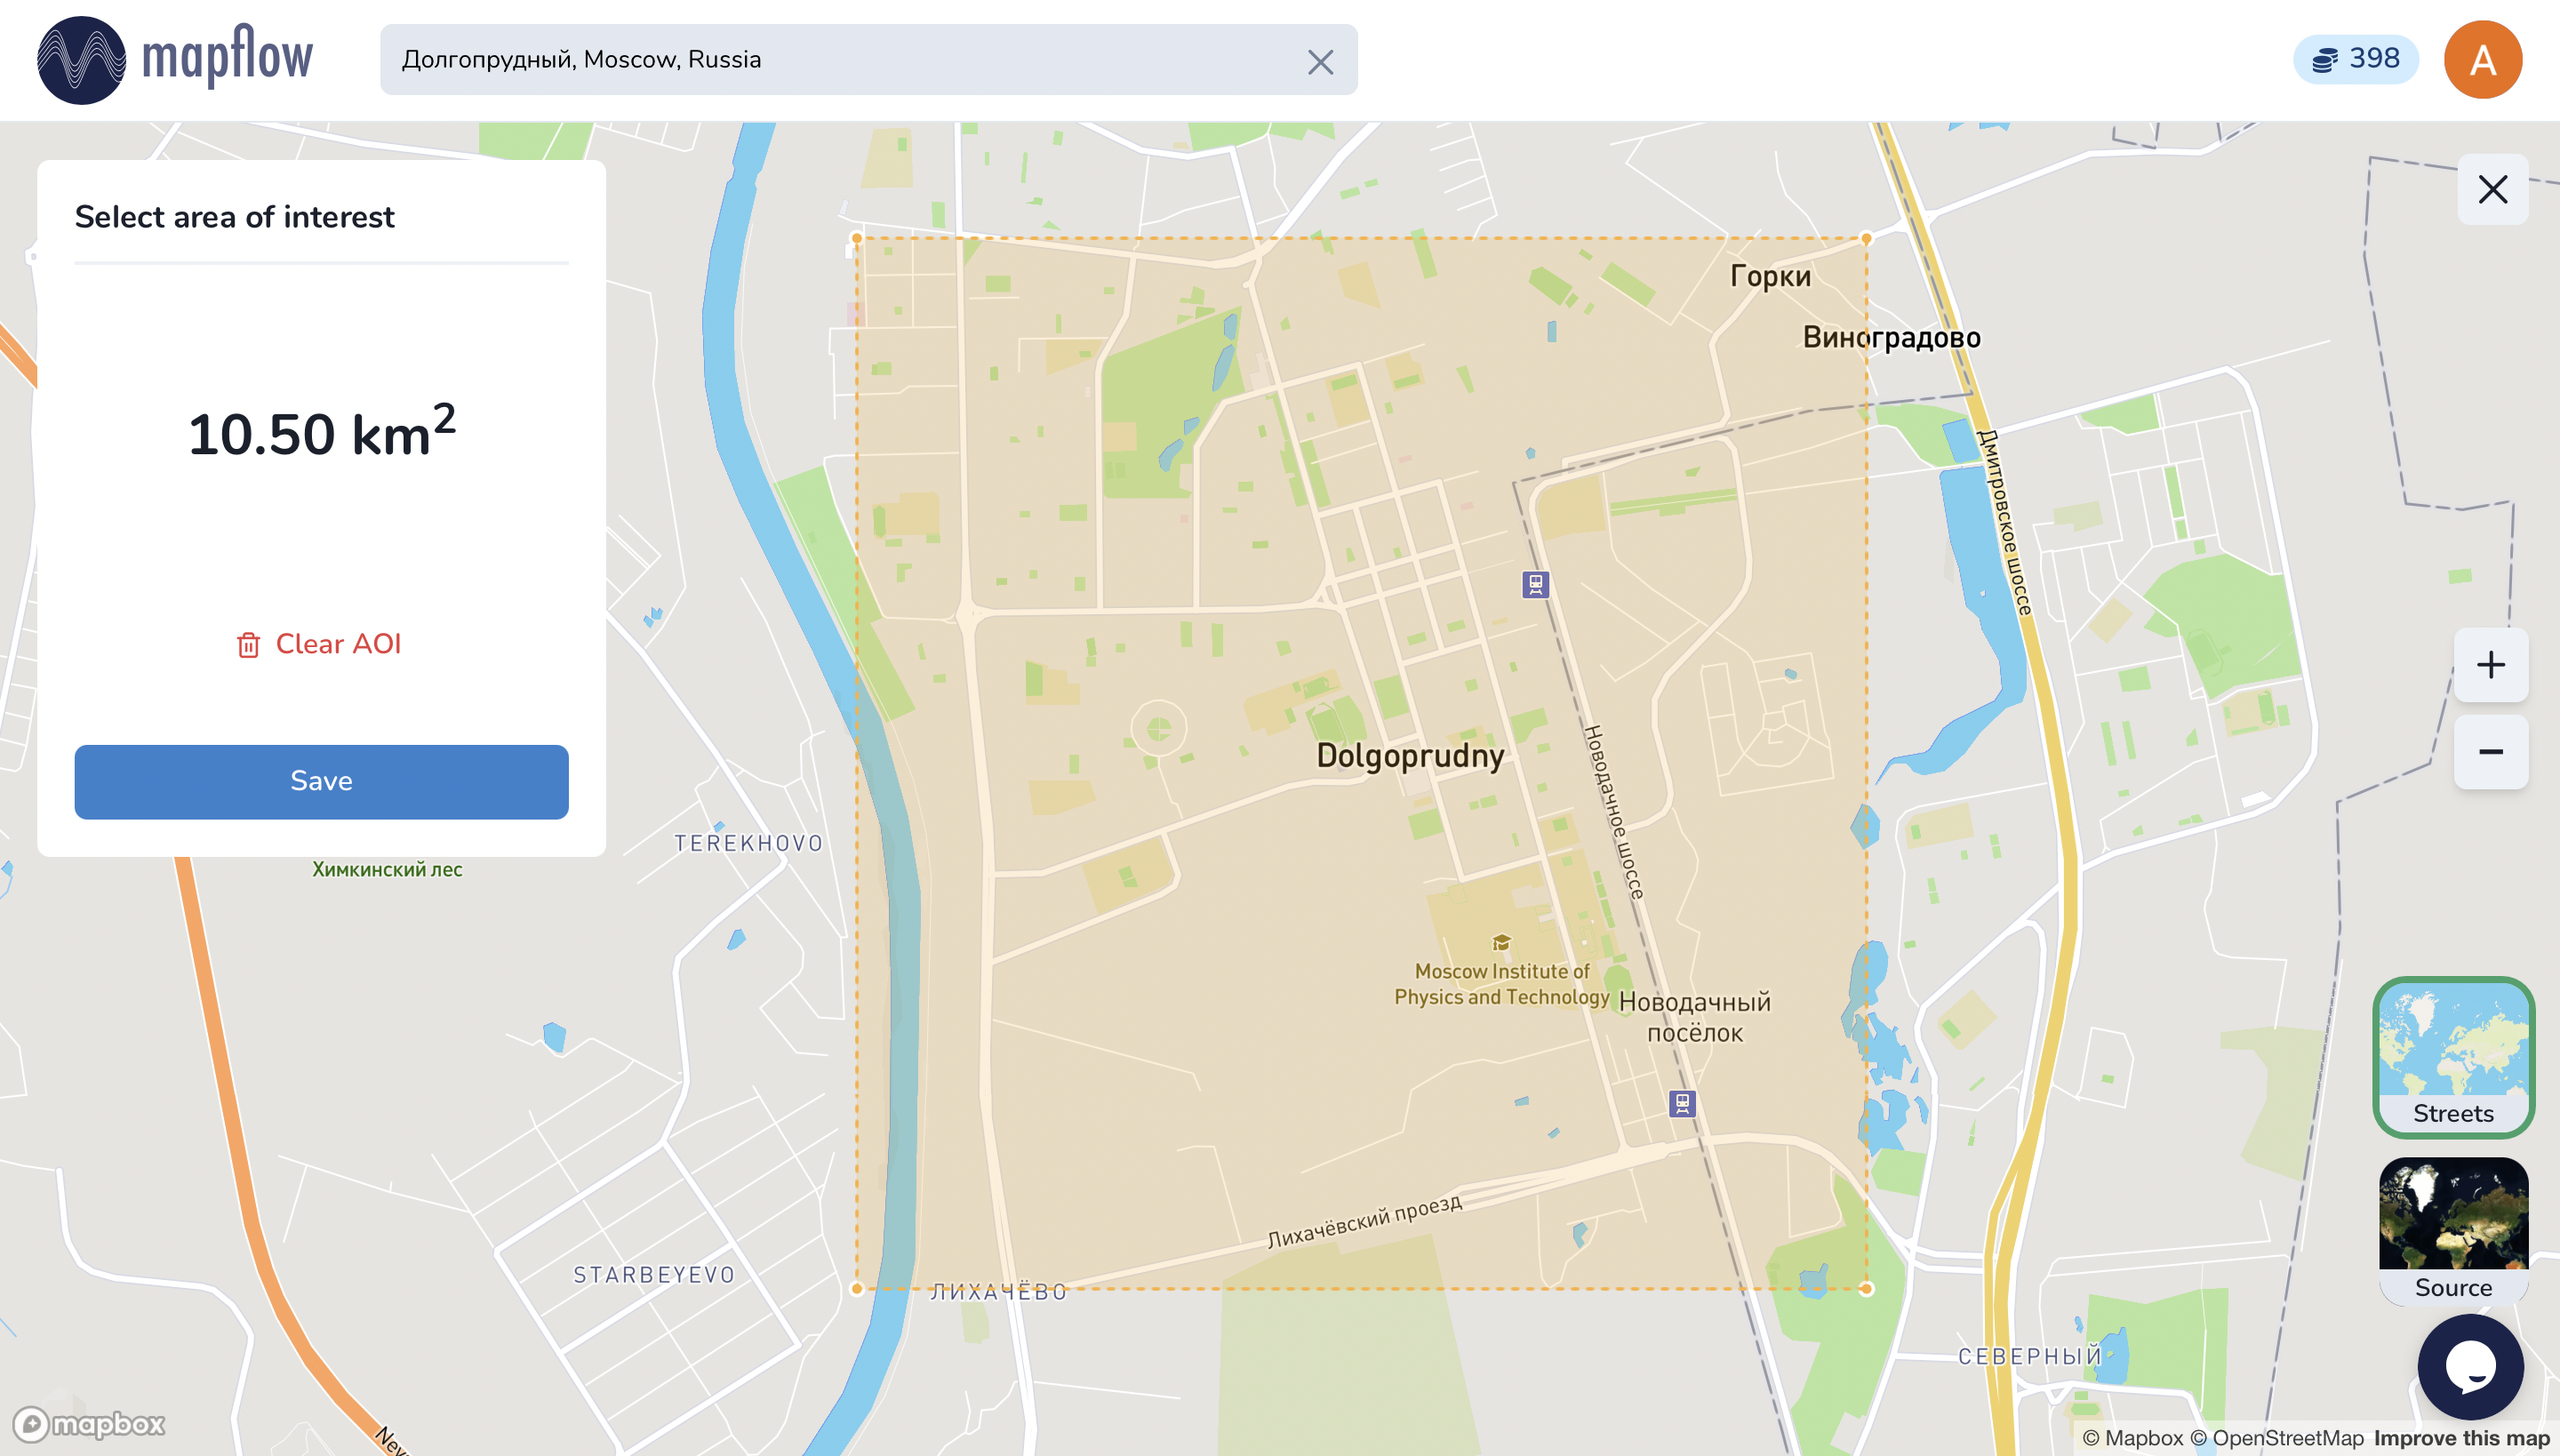 mapflow
Долгопрудный, Moscow, Russia
398
A
Select area of interest
10.50 km²
Clear AOI
Save
Горки
Виноградово
Дмитровское шоссе
Dolgoprudny
Новодачное шоссе
TEREKHOVO
Химкинский лес
Moscow Institute of
Physics and Technology
Новодачный
посёлок
Лихачёвский проезд
STARBEYEVO
ЛИХАЧЁВО
СЕВЕРНЫЙ
Streets
Source
mapbox
© Mapbox © OpenStreetMap Improve this map